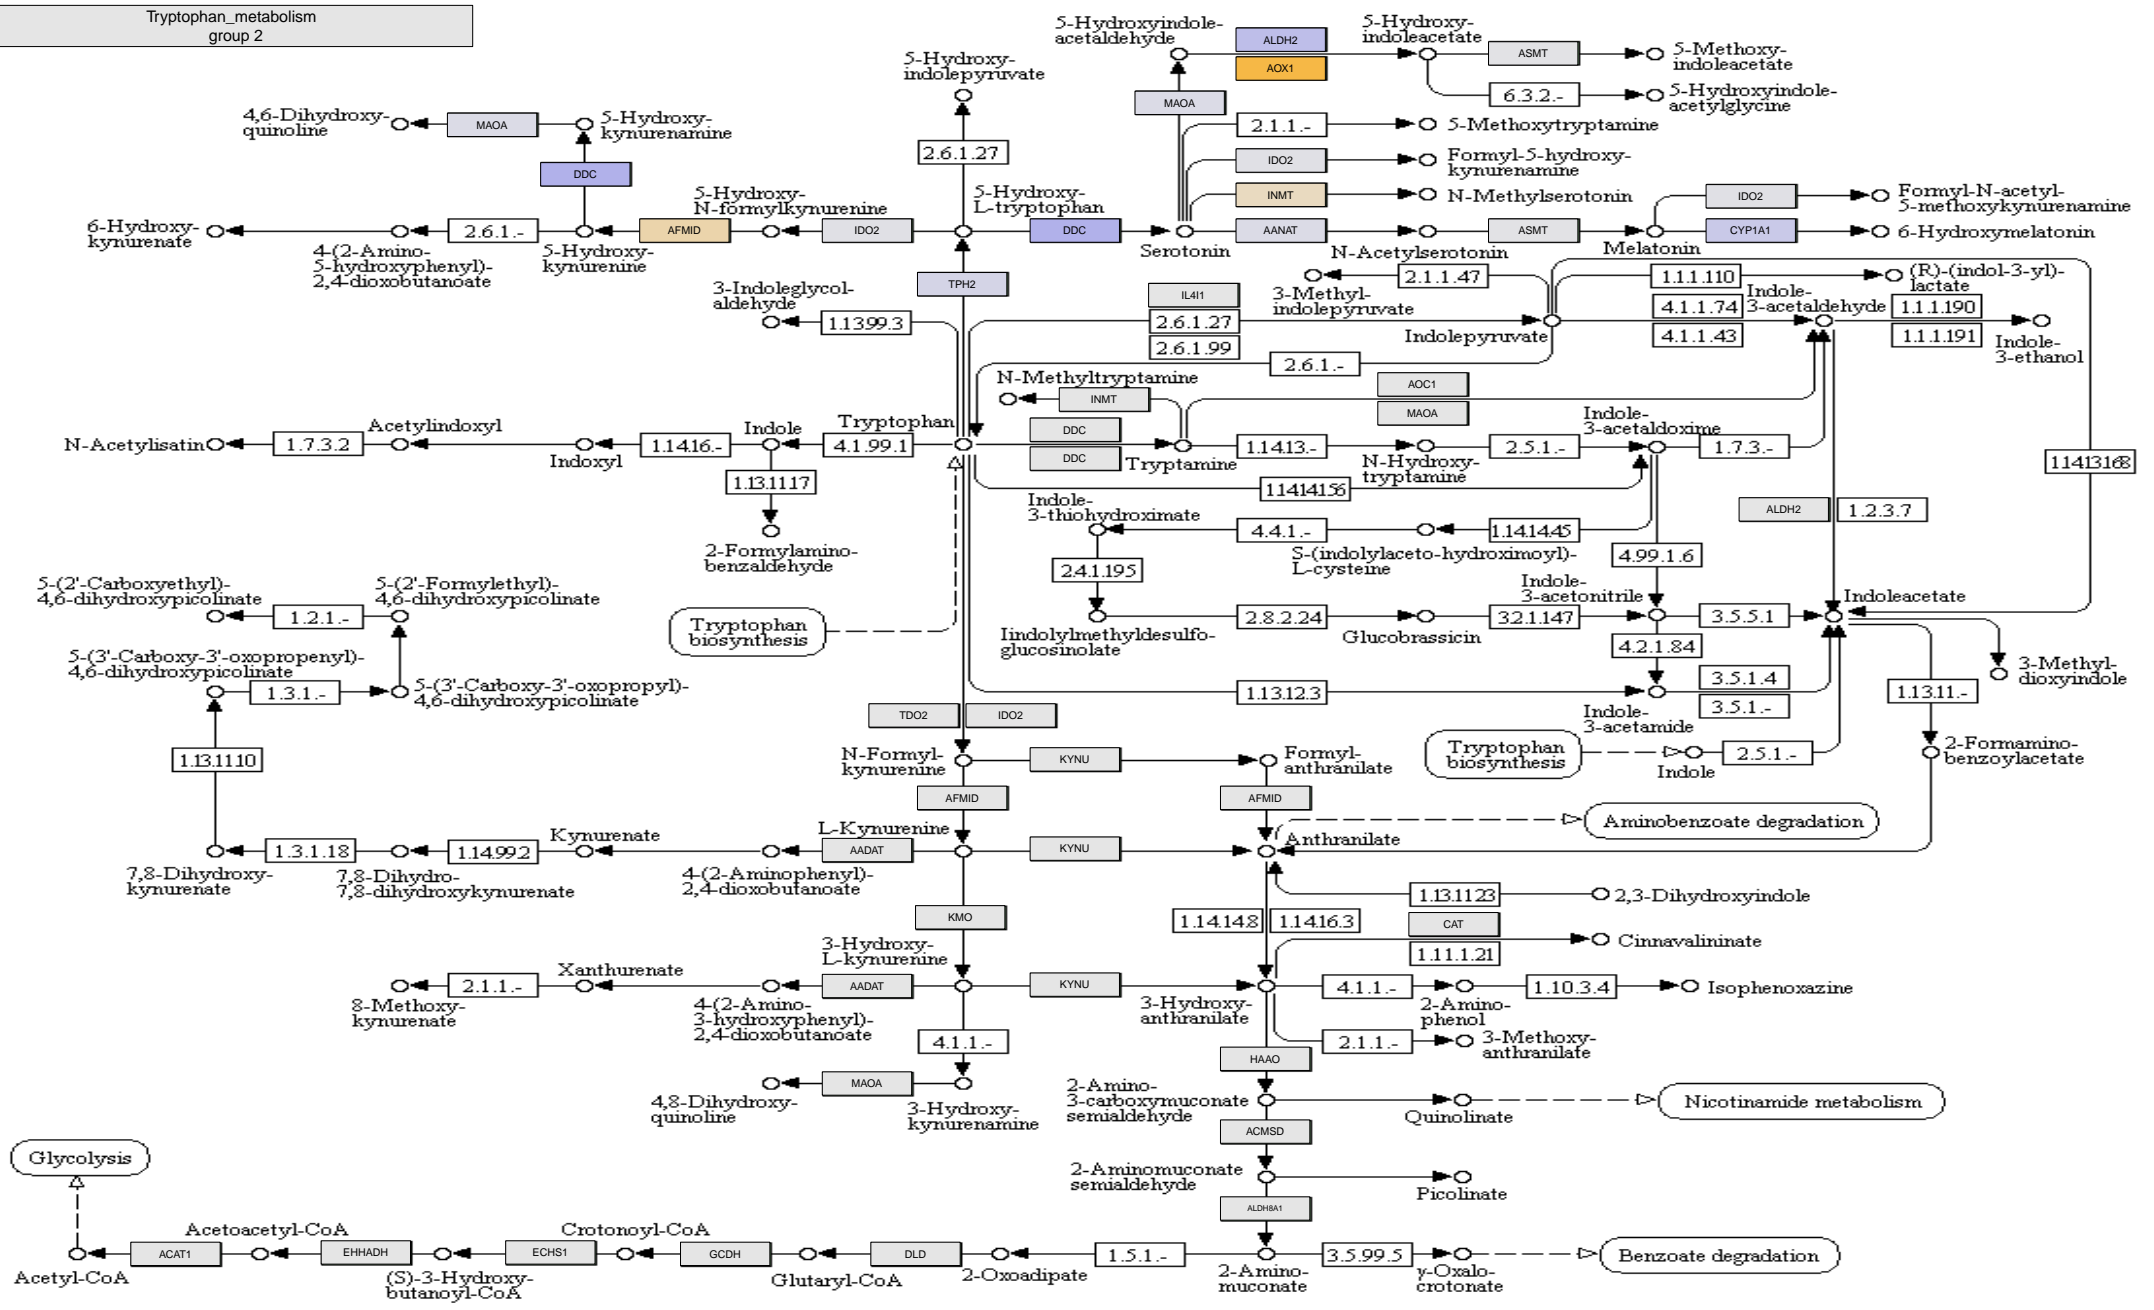 Tryptophan_metabolism
group 2
5-Hydroxyindole-
acetaldehyde
ALDH2
AOX1
5-Hydroxy-
indoleacetate
ASMT
5-Methoxy-
indoleacetate
6.3.2.-
5-Hydroxyindole-
acetylglycine
MAOA
5-Hydroxy-
indolepyruvate
2.6.1.27
4,6-Dihydroxy-
quinoline
MAOA
5-Hydroxy-
kynurenamine
DDC
2.1.1.-
5-Methoxytryptamine
IDO2
Formyl-5-hydroxy-
kynurenamine
INMT
N-Methylserotonin
IDO2
Formyl-N-acetyl-
5-methoxykynurenamine
6-Hydroxy-
kynurenate
4-(2-Amino-
5-hydroxyphenyl)-
2,4-dioxobutanoate
2.6.1.-
5-Hydroxy-
kynurenine
AFMID
5-Hydroxy-
N-formylkynurenine
IDO2
5-Hydroxy-
L-tryptophan
DDC
Serotonin
AANAT
N-Acetylserotonin
ASMT
Melatonin
CYP1A1
6-Hydroxymelatonin
TPH2
3-Indoleglycol-
aldehyde
1.13.99.3
IL4I1
2.6.1.27
2.6.1.99
3-Methyl-
indolepyruvate
2.1.1.47
Indolepyruvate
1.1.1.110
(R)-(indol-3-yl)-
lactate
4.1.1.74
4.1.1.43
Indole-
3-acetaldehyde
1.1.1.190
1.1.1.191
Indole-
3-ethanol
2.6.1.-
N-Methyltryptamine
INMT
AOC1
MAOA
N-Acetylisatin
1.7.3.2
Acetylindoxyl
Indoxyl
1.14.16.-
Indole
4.1.99.1
Tryptophan
DDC
DDC
Tryptamine
1.14.13.-
N-Hydroxy-
tryptamine
2.5.1.-
Indole-
3-acetaldoxime
1.7.3.-
1.14.13.168
1.13.11.17
2-Formylamino-
benzaldehyde
1.14.14.156
Indole-
3-thiohydroximate
4.4.1.-
S-(indolylaceto-hydroximoyl)-
L-cysteine
1.14.14.45
ALDH2
1.2.3.7
4.99.1.6
2.4.1.195
5-(2'-Carboxyethyl)-
4,6-dihydroxypicolinate
1.2.1.-
5-(2'-Formylethyl)-
4,6-dihydroxypicolinate
Tryptophan
biosynthesis
Iindolylmethyldesulfo-
glucosinolate
2.8.2.24
Glucobrassicin
3.2.1.147
Indole-
3-acetonitrile
3.5.5.1
Indoleacetate
4.2.1.84
3-Methyl-
dioxyindole
5-(3'-Carboxy-3'-oxopropenyl)-
4,6-dihydroxypicolinate
1.3.1.-
5-(3'-Carboxy-3'-oxopropyl)-
4,6-dihydroxypicolinate
1.13.12.3
Indole-
3-acetamide
3.5.1.4
3.5.1.-
1.13.11.-
TDO2
IDO2
1.13.11.10
N-Formyl-
kynurenine
KYNU
Formyl-
anthranilate
Tryptophan
biosynthesis
Indole
2.5.1.-
2-Formamino-
benzoylacetate
AFMID
AFMID
Aminobenzoate degradation
7,8-Dihydroxy-
kynurenate
1.3.1.18
7,8-Dihydro-
7,8-dihydroxykynurenate
1.14.99.2
Kynurenate
4-(2-Aminophenyl)-
2,4-dioxobutanoate
AADAT
L-Kynurenine
KYNU
Anthranilate
1.13.11.23
2,3-Dihydroxyindole
KMO
1.14.14.8
1.14.16.3
CAT
1.11.1.21
Cinnavalininate
8-Methoxy-
kynurenate
2.1.1.-
Xanthurenate
4-(2-Amino-
3-hydroxyphenyl)-
2,4-dioxobutanoate
AADAT
3-Hydroxy-
L-kynurenine
KYNU
3-Hydroxy-
anthranilate
4.1.1.-
2-Amino-
phenol
1.10.3.4
Isophenoxazine
2.1.1.-
3-Methoxy-
anthranilate
4.1.1.-
HAAO
4,8-Dihydroxy-
quinoline
MAOA
3-Hydroxy-
kynurenamine
2-Amino-
3-carboxymuconate
semialdehyde
Quinolinate
Nicotinamide metabolism
ACMSD
2-Aminomuconate
semialdehyde
Picolinate
ALDH8A1
Glycolysis
Acetyl-CoA
ACAT1
Acetoacetyl-CoA
EHHADH
(S)-3-Hydroxy-
butanoyl-CoA
ECHS1
Crotonoyl-CoA
GCDH
Glutaryl-CoA
DLD
2-Oxoadipate
1.5.1.-
2-Amino-
muconate
3.5.99.5
γ-Oxalo-
crotonate
Benzoate degradation